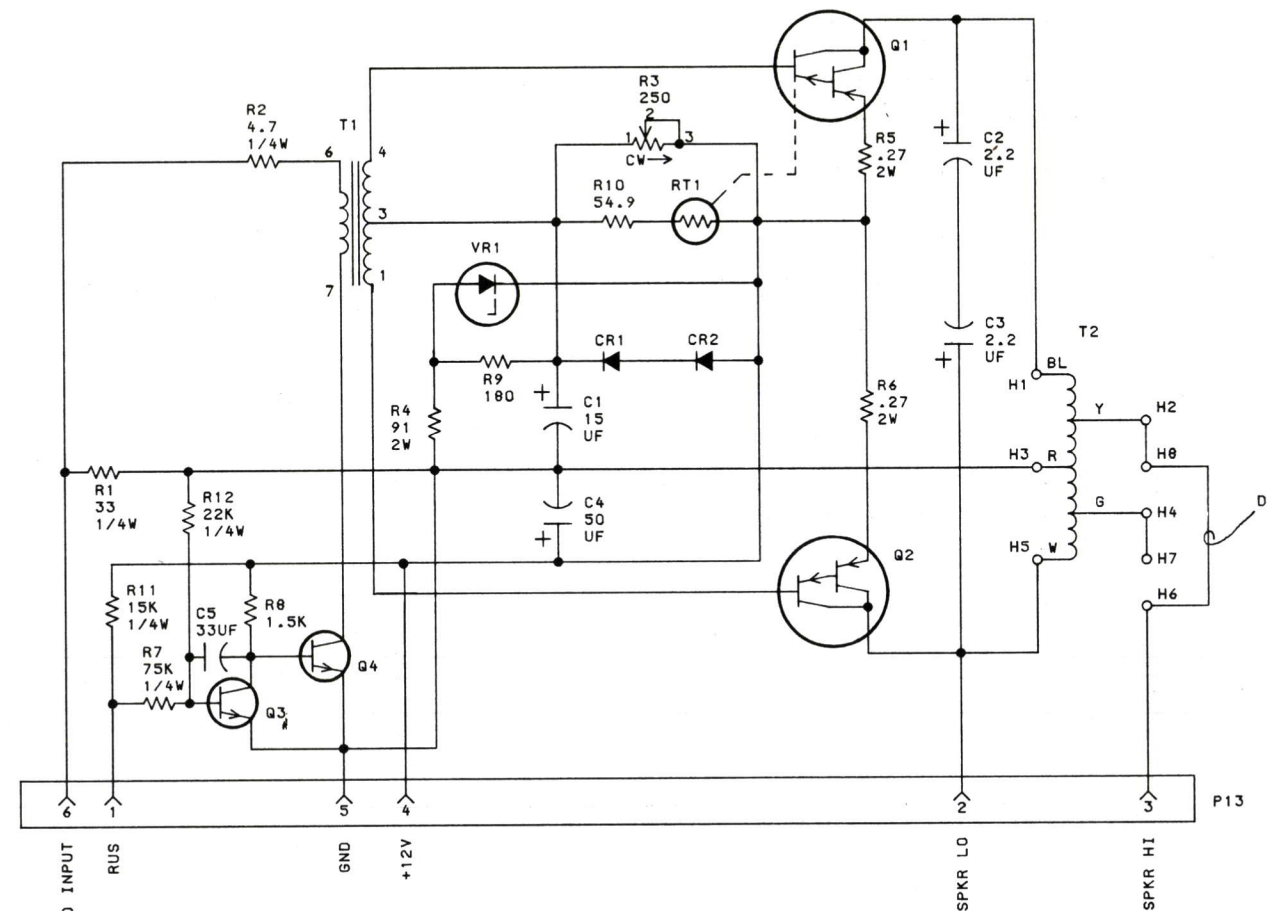 Q1
R3
250
2
1
3
CW
R2
4.7
1/4W
T1
6
4
R5
.27
2W
C2
2.2
UF
+
R10
54.9
RT1
3
VR1
7
1
CR1
CR2
R9
180
C3
2.2
UF
+
T2
BL
H1
Y
H2
R4
91
2W
+
C1
15
UF
R6
.27
2W
H3
R
H8
R1
33
1/4W
R12
22K
1/4W
C4
50
UF
+
G
H4
D
H5
W
H7
Q2
H6
R11
15K
1/4W
C5
33UF
R8
1.5K
R7
75K
1/4W
Q4
Q3
6
1
5
4
2
3
P13
INPUT
RUS
GND
+12V
SPKR LO
SPKR HI